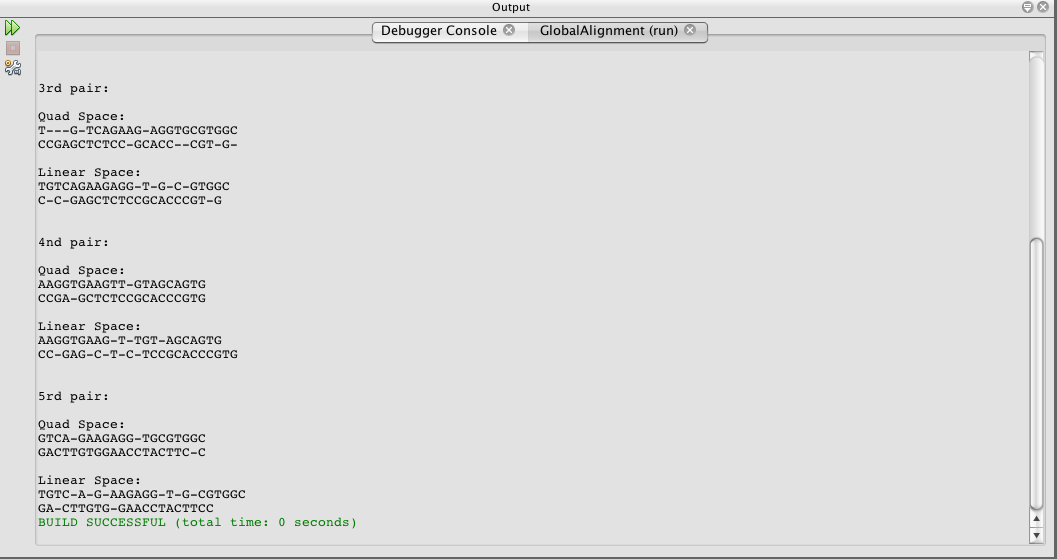 Output
Debugger Console
GlobalAlignment (run)
3rd pair:
Quad Space:
T---G-TCAGAAG-AGGTGCGTGGC
CCGAGCTCTCC-GCACC--CGT-G-
Linear Space:
TGTCAGAAGAGG-T-G-C-GTGGC
C-C-GAGCTCTCCGCACCCGT-G
4nd pair:
Quad Space:
AAGGTGAAGTT-GTAGCAGTG
CCGA-GCTCTCCGCACCCGTG
Linear Space:
AAGGTGAAG-T-TGT-AGCAGTG
CC-GAG-C-T-C-TCCGCACCCGTG
5rd pair:
Quad Space:
GTCA-GAAGAGG-TGCGTGGC
GACTTGTGGAACCTACTTC-C
Linear Space:
TGTC-A-G-AAGAGG-T-G-CGTGGC
GA-CTTGTG-GAACCTACTTCC
BUILD SUCCESSFUL (total time: 0 seconds)